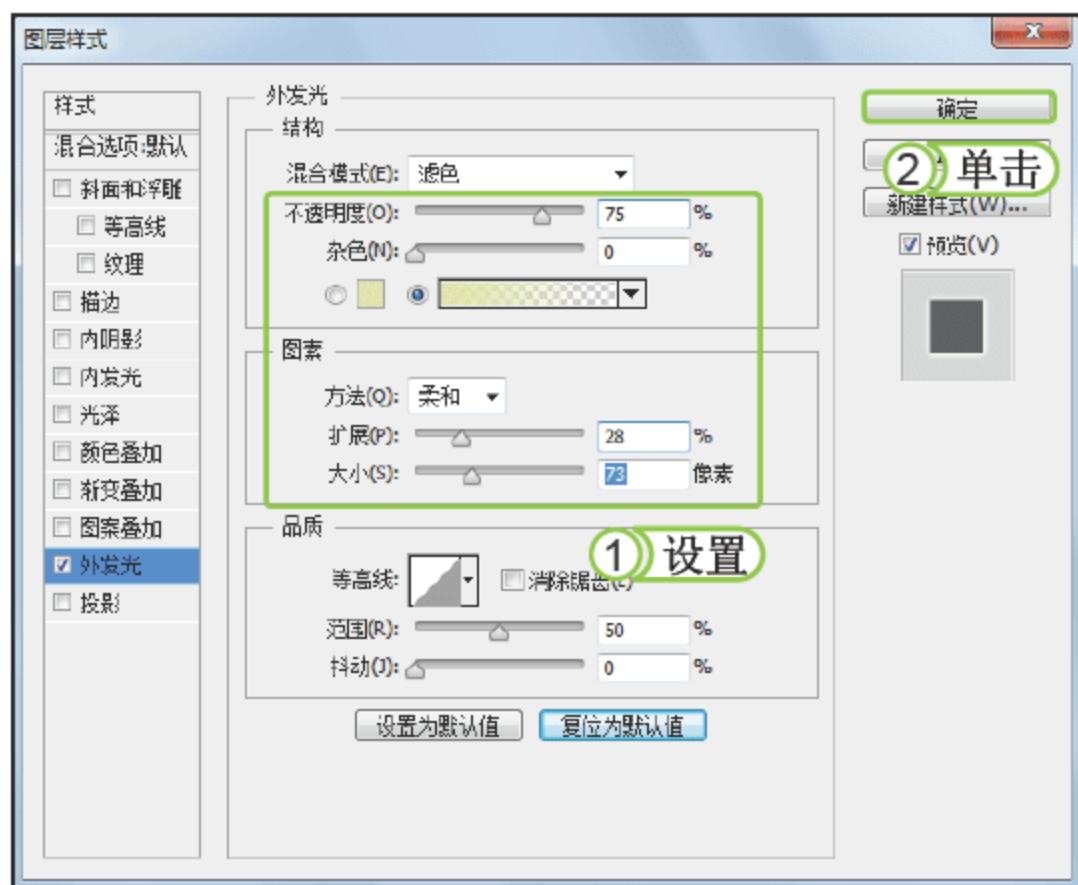 图层样式
样式
混合选项:默认
斜面和浮雕
等高线
纹理
描边
内阴影
内发光
光泽
颜色叠加
渐变叠加
图案叠加
外发光
投影
外发光
结构
混合模式(E): 滤色
不透明度(O): 75 %
杂色(N): 0 %
图素
方法(Q): 柔和
扩展(P): 28 %
大小(S): 73 像素
品质
等高线: 消除锯齿
范围(R): 50 %
抖动(J): 0 %
设置为默认值 复位为默认值
确定
新建样式(W)...
预览(V)
1 设置
2 单击